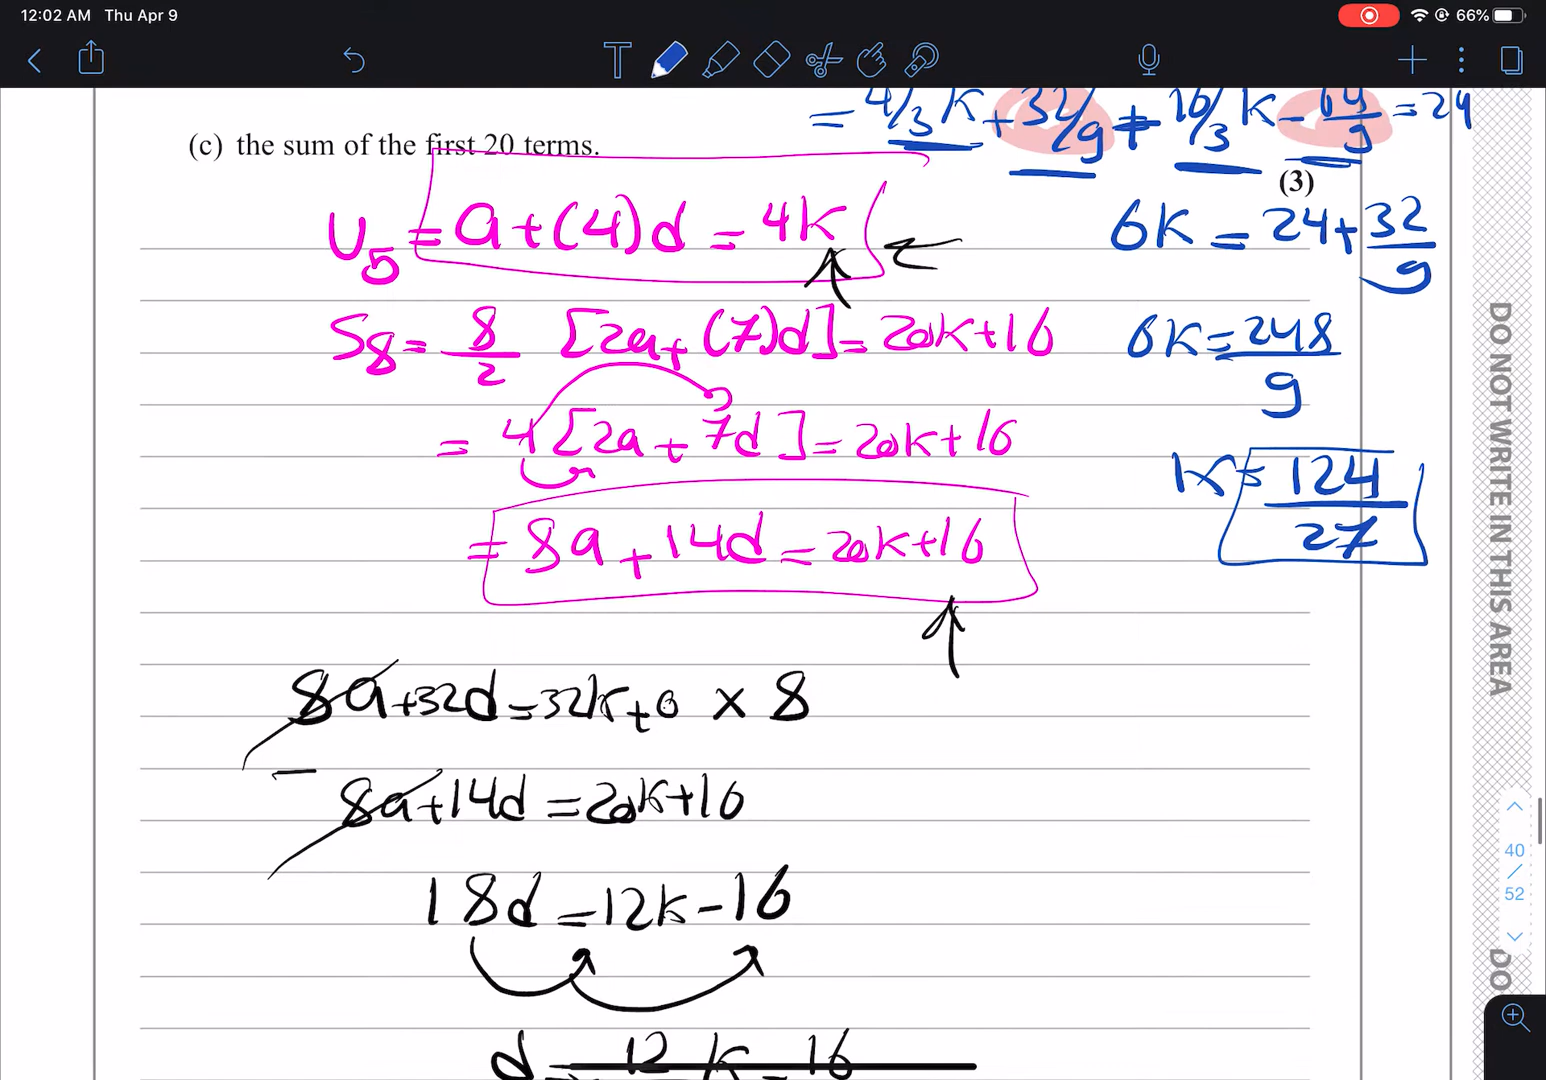 12:02 AM Thu Apr 9
66%
= 4/3 K + 32/9 + 16/3 K - 64/9 = 24
(c) the sum of the first 20 terms.
(3)
U5 = a + (4)d = 4K
6K = 24 + 32/9
S8 = 8/2 [2a + (7)d] = 20K + 16
6K = 248/9
= 4[2a + 7d] = 20K + 16
K = 124/27
= 8a + 14d = 20K + 16
8a + 32d = 32K + 0 × 8
-
8a + 14d = 20K + 16
18d = 12K - 16
d = 12 K - 16
DO NOT WRITE IN THIS AREA
40
/
52
DO